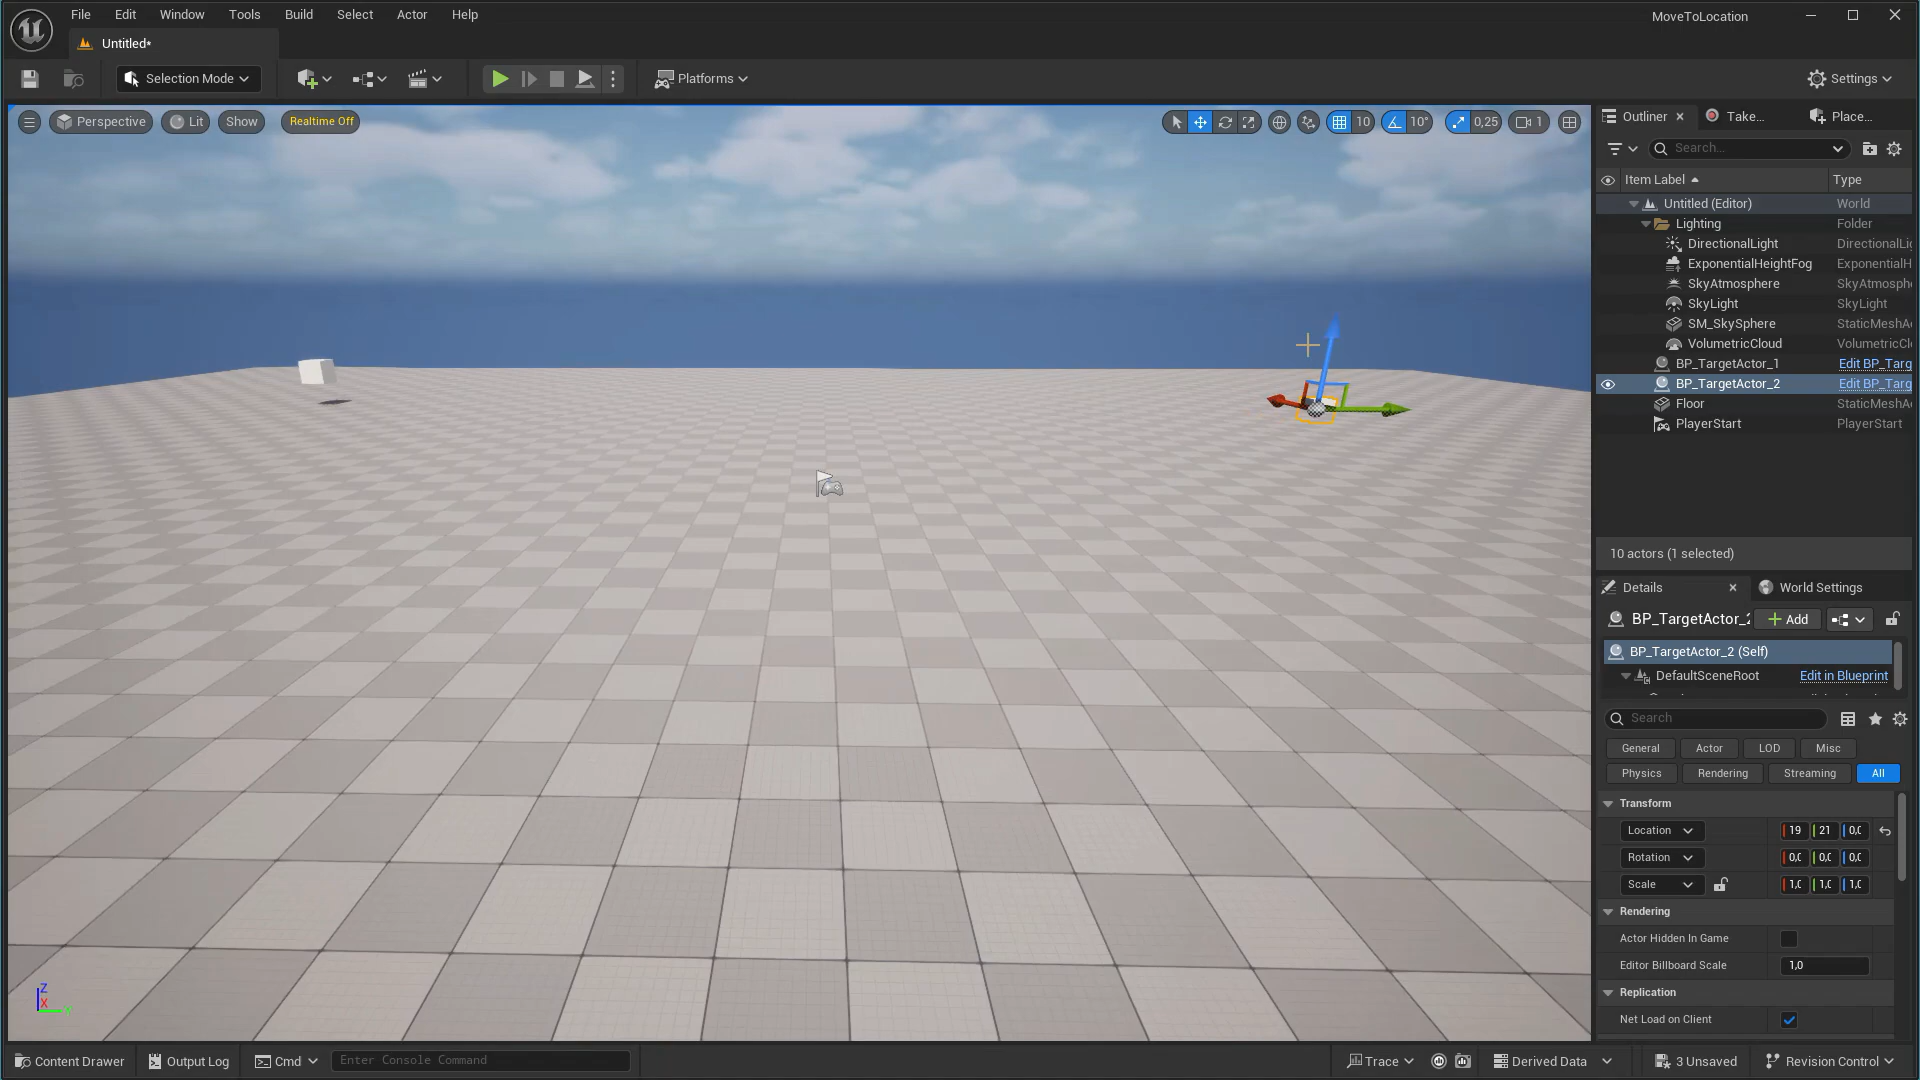 File Edit Window Tools Build Select Actor Help
MoveToLocation
Untitled*
Selection Mode
Platforms
Settings
Perspective Lit Show Realtime Off
10 10° 0,25 1
Outliner Take... Place...
Search...
Item Label Type
Untitled (Editor) World
Lighting Folder
DirectionalLight DirectionalLi
ExponentialHeightFog ExponentialH
SkyAtmosphere SkyAtmosph
SkyLight SkyLight
SM_SkySphere StaticMeshA
VolumetricCloud VolumetricCl
BP_TargetActor_1 Edit BP_Targ
BP_TargetActor_2 Edit BP_Targ
Floor StaticMeshA
PlayerStart PlayerStart
10 actors (1 selected)
Details World Settings
BP_TargetActor_2 Add
BP_TargetActor_2 (Self)
DefaultSceneRoot Edit in Blueprint
Search
General Actor LOD Misc
Physics Rendering Streaming All
Transform
Location 19 21 0,0
Rotation 0,0 0,0 0,0
Scale 1,0 1,0 1,0
Rendering
Actor Hidden In Game
Editor Billboard Scale 1,0
Replication
Net Load on Client
Z
X
Content Drawer Output Log Cmd Enter Console Command Trace Derived Data 3 Unsaved Revision Control